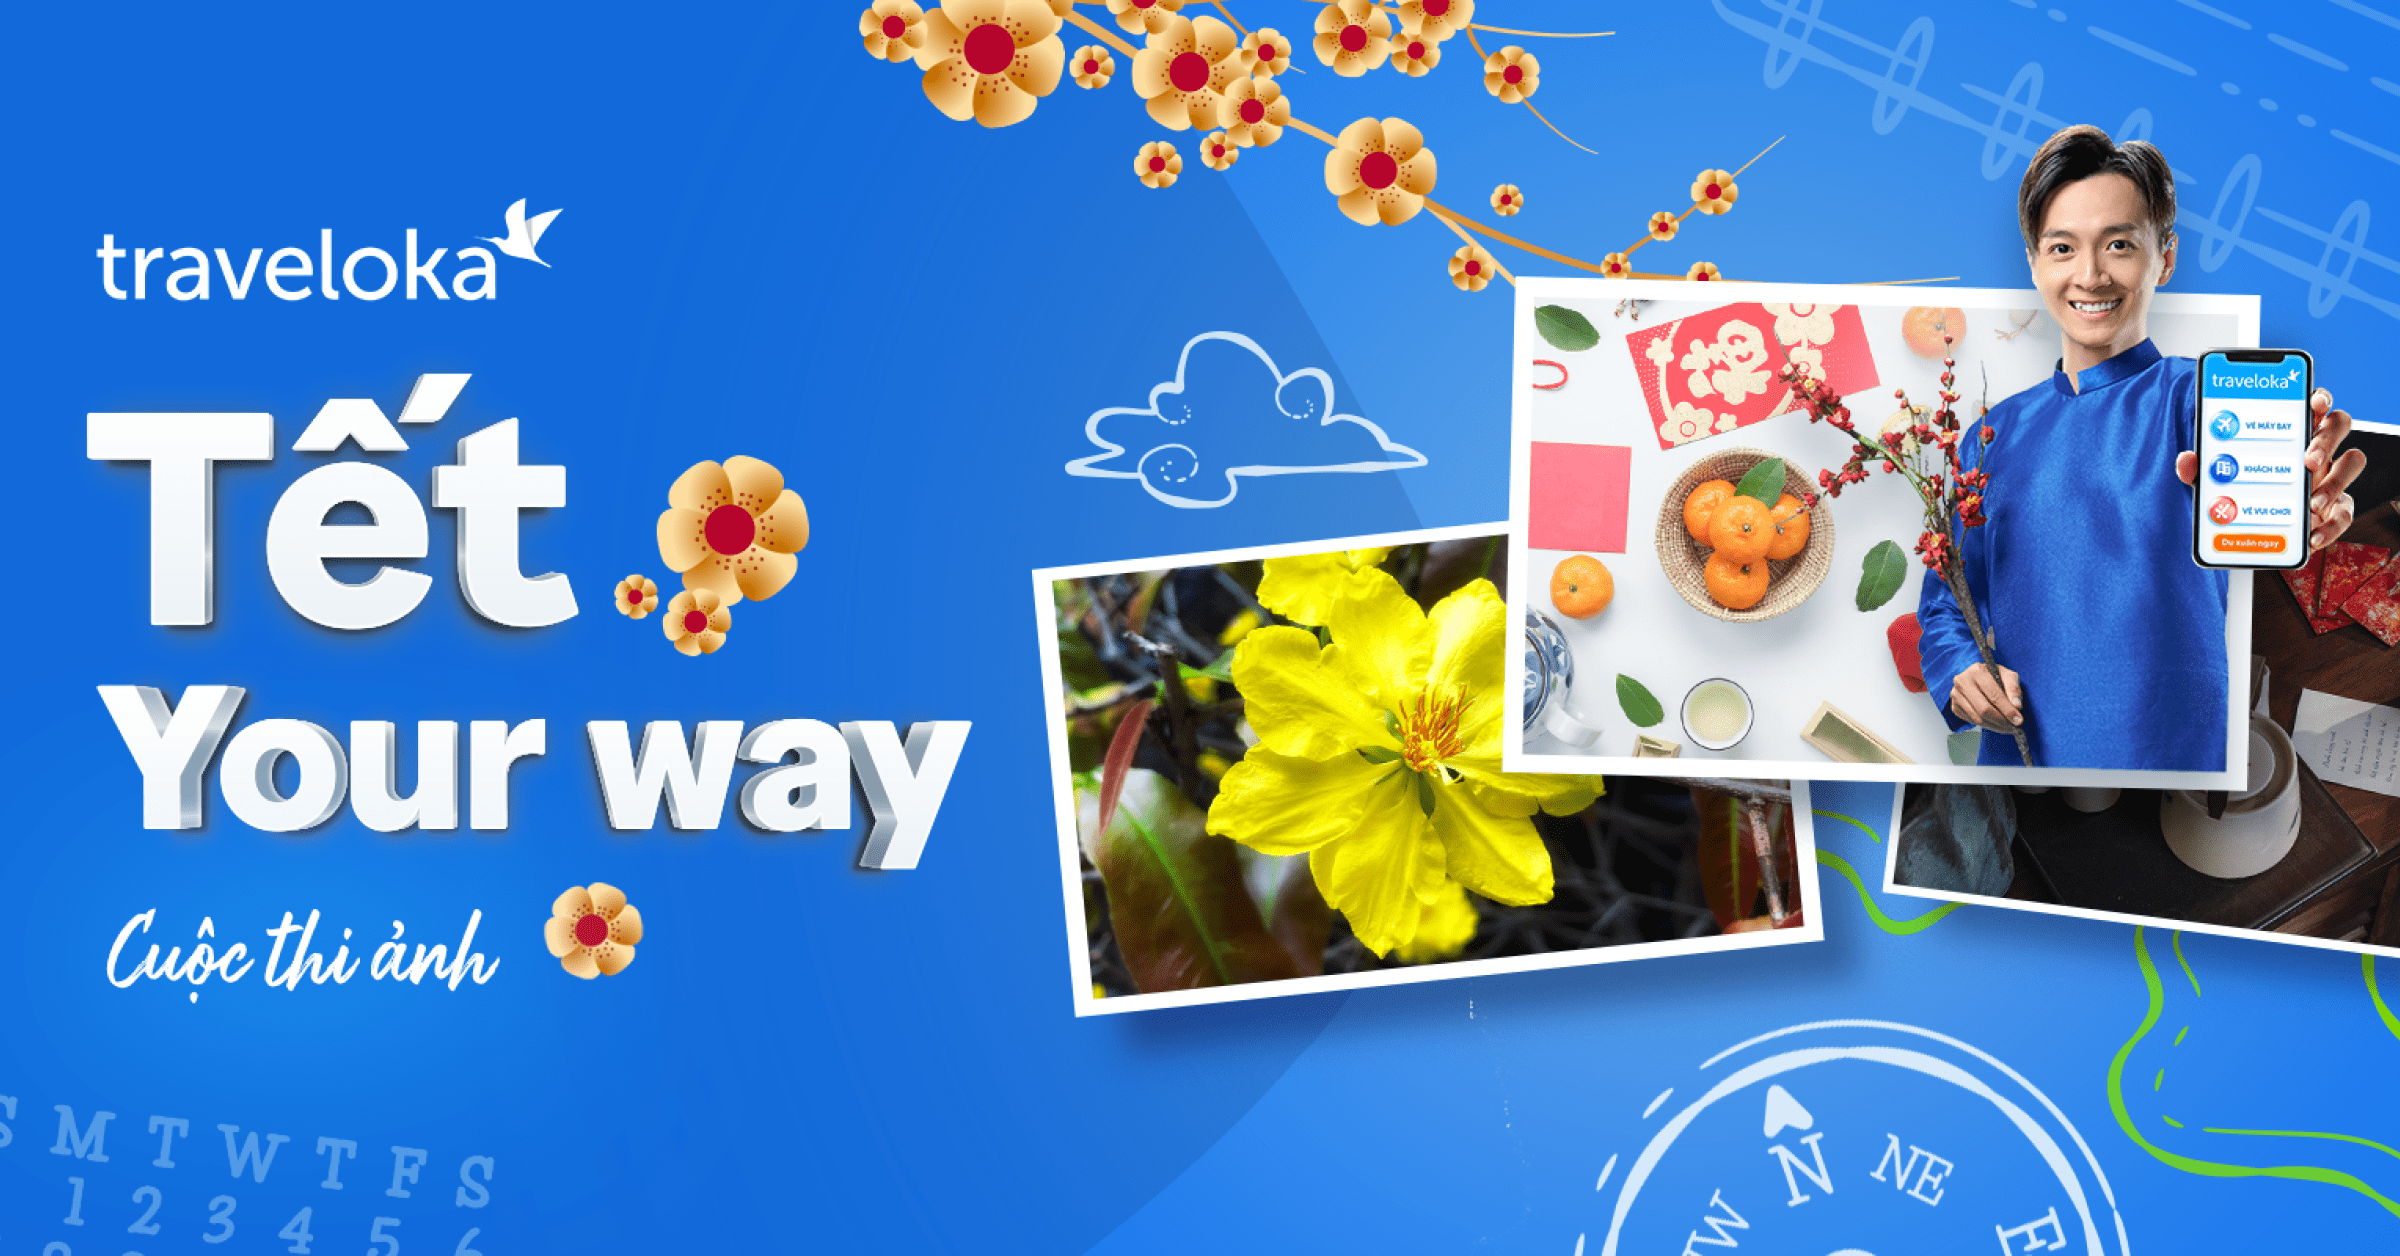 traveloka
Tết
Your way
Cuộc thi ảnh
traveloka
VÉ MÁY BAY
KHÁCH SẠN
VÉ VUI CHƠI
Du xuân ngay
S M T W T F S
1 2 3 4 5 6
N
NE
E